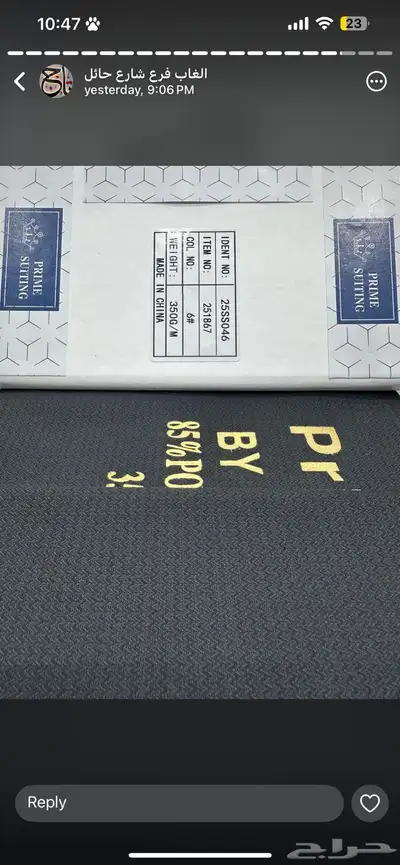 10:47
23
الغاب فرع شارع حائل
yesterday, 9:06 PM
PRIME
SUITING
PRIME
SUITING
IDENT NO: 25SS046
ITEM NO: 251867
COL NO: 6#
WEIGHT: 350G/M
MADE IN CHINA
Pr
BY
85%PO
Reply
حراج